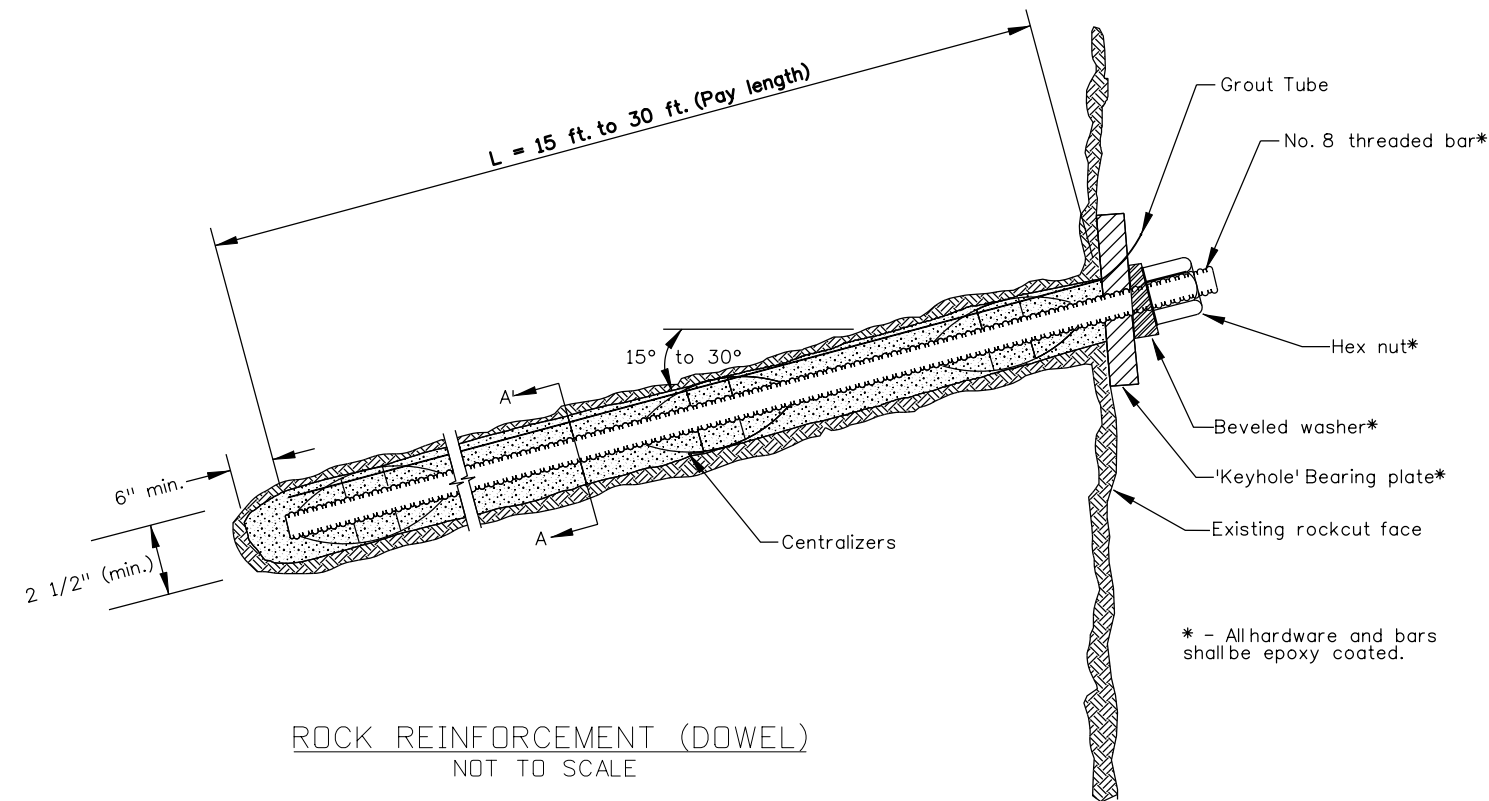 L = 15 ft. to 30 ft. (Pay length)
Grout Tube
No. 8 threaded bar*
15° to 30°
Hex nut*
A'
Beveled washer*
6" min.
'Keyhole' Bearing plate*
Existing rockcut face
A
Centralizers
2 1/2" (min.)
* - All hardware and bars
shall be epoxy coated.
ROCK REINFORCEMENT (DOWEL)
NOT TO SCALE